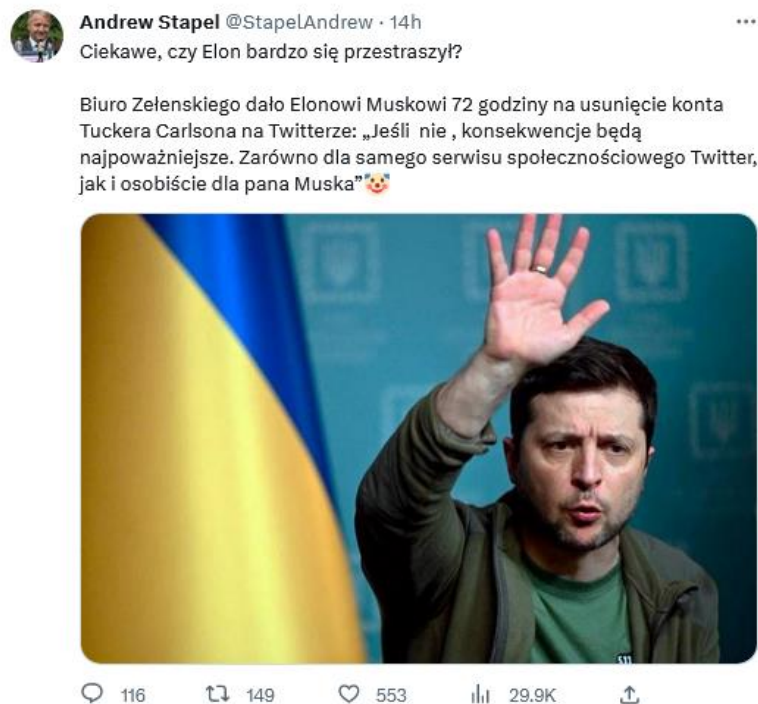 Andrew Stapel @StapelAndrew · 14h
Ciekawe, czy Elon bardzo się przestraszył?
Biuro Zełenskiego dało Elonowi Muskowi 72 godziny na usunięcie konta
Tuckera Carlsona na Twitterze: „Jeśli nie , konsekwencje będą
najpoważniejsze. Zarówno dla samego serwisu społecznościowego Twitter,
jak i osobiście dla pana Muska”🤡
116 149 553 29.9K